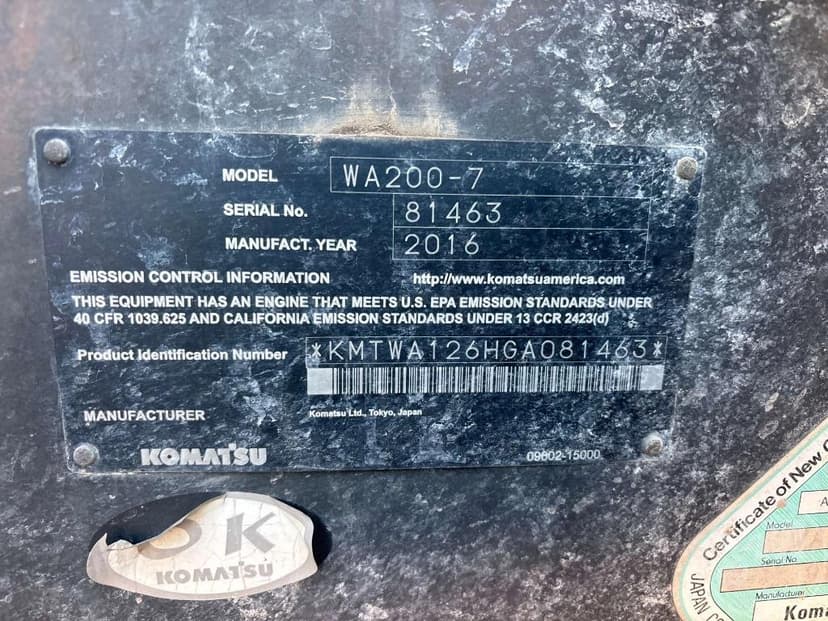 MODEL WA200-7
SERIAL No. 81463
MANUFACT. YEAR 2016
EMISSION CONTROL INFORMATION http://www.komatsuamerica.com
THIS EQUIPMENT HAS AN ENGINE THAT MEETS U.S. EPA EMISSION STANDARDS UNDER
40 CFR 1039.625 AND CALIFORNIA EMISSION STANDARDS UNDER 13 CCR 2423(d)
Product Identification Number *KMTWA126HGA081463*
MANUFACTURER Komatsu Ltd., Tokyo, Japan
KOMATSU 09602-15000
OK
KOMATSU
Certificate of New
Model
Serial No
Manufacturer
JAPAN